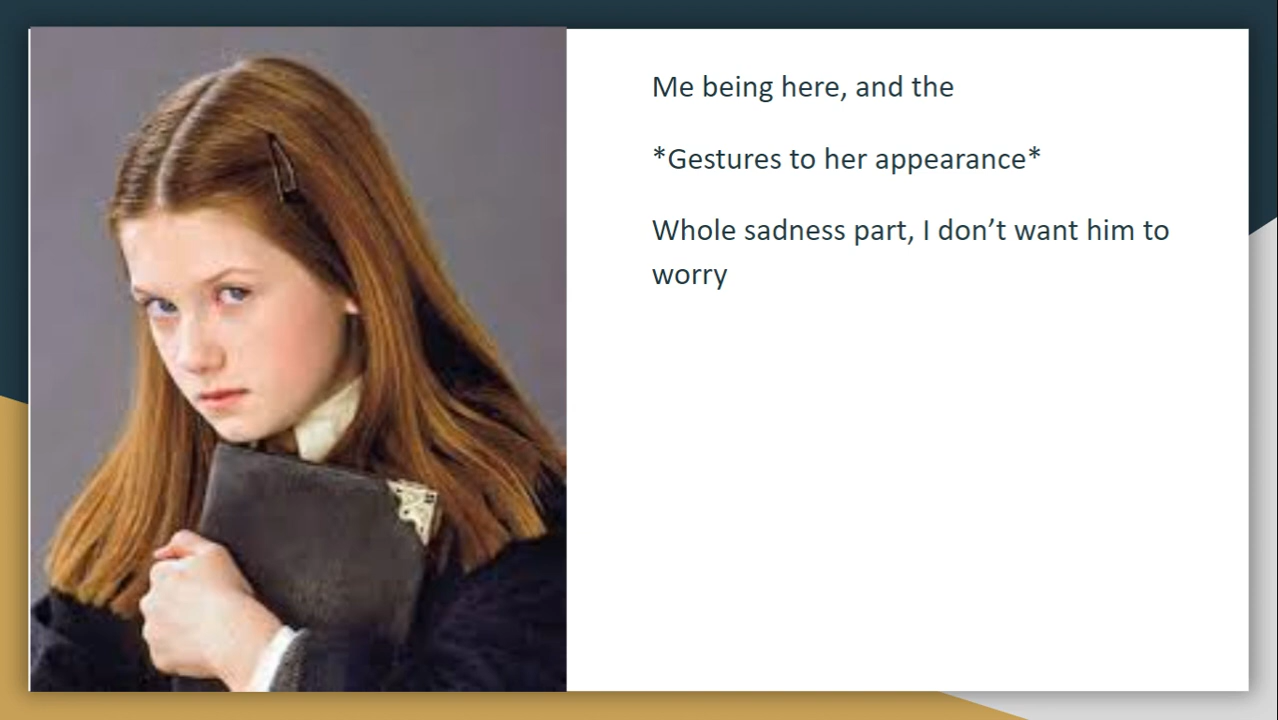 Me being here, and the
*Gestures to her appearance*
Whole sadness part, I don’t want him to
worry